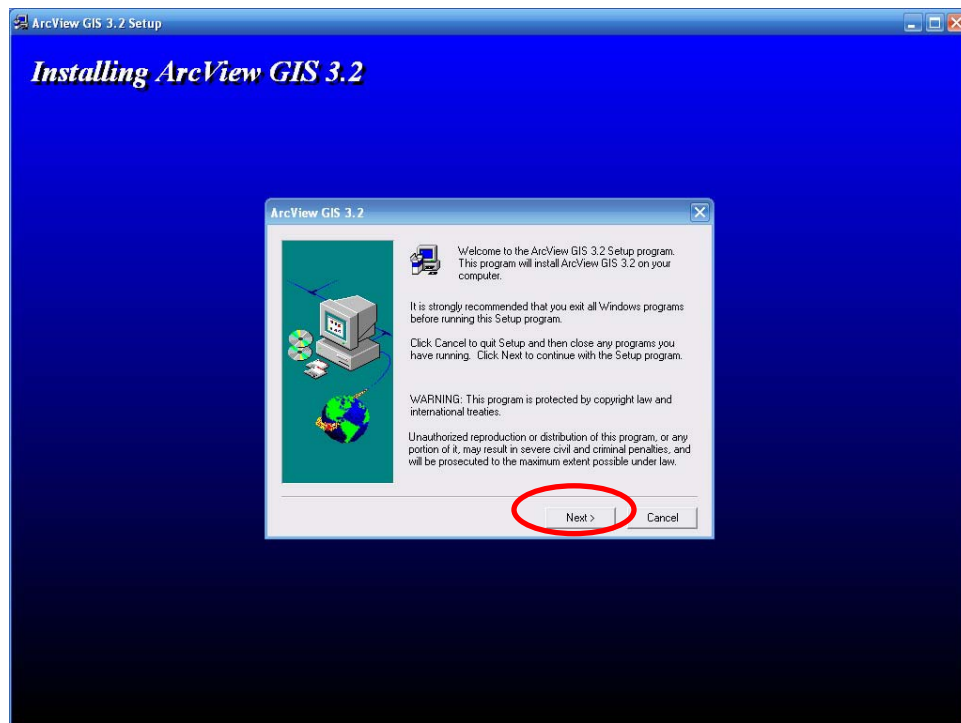 ArcView GIS 3.2 Setup
Installing ArcView GIS 3.2
ArcView GIS 3.2
Welcome to the ArcView GIS 3.2 Setup program.
This program will install ArcView GIS 3.2 on your
computer.
It is strongly recommended that you exit all Windows programs
before running this Setup program.
Click Cancel to quit Setup and then close any programs you
have running. Click Next to continue with the Setup program.
WARNING: This program is protected by copyright law and
international treaties.
Unauthorized reproduction or distribution of this program, or any
portion of it, may result in severe civil and criminal penalties, and
will be prosecuted to the maximum extent possible under law.
Next >
Cancel